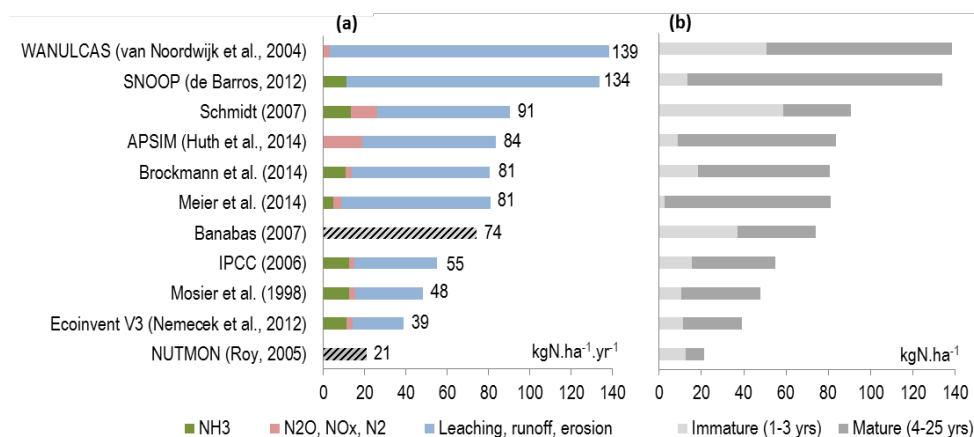 (a)
(b)
WANULCAS (van Noordwijk et al., 2004)
139
SNOOP (de Barros, 2012)
134
Schmidt (2007)
91
APSIM (Huth et al., 2014)
84
Brockmann et al. (2014)
81
Meier et al. (2014)
81
Banabas (2007)
74
IPCC (2006)
55
Mosier et al. (1998)
48
Ecoinvent V3 (Nemecek et al., 2012)
39
NUTMON (Roy, 2005)
21
kgN.ha⁻¹.yr⁻¹
kgN.ha⁻¹
0 20 40 60 80 100 120 140
0 20 40 60 80 100 120 140
NH3 N2O, NOx, N2 Leaching, runoff, erosion
Immature (1-3 yrs) Mature (4-25 yrs)